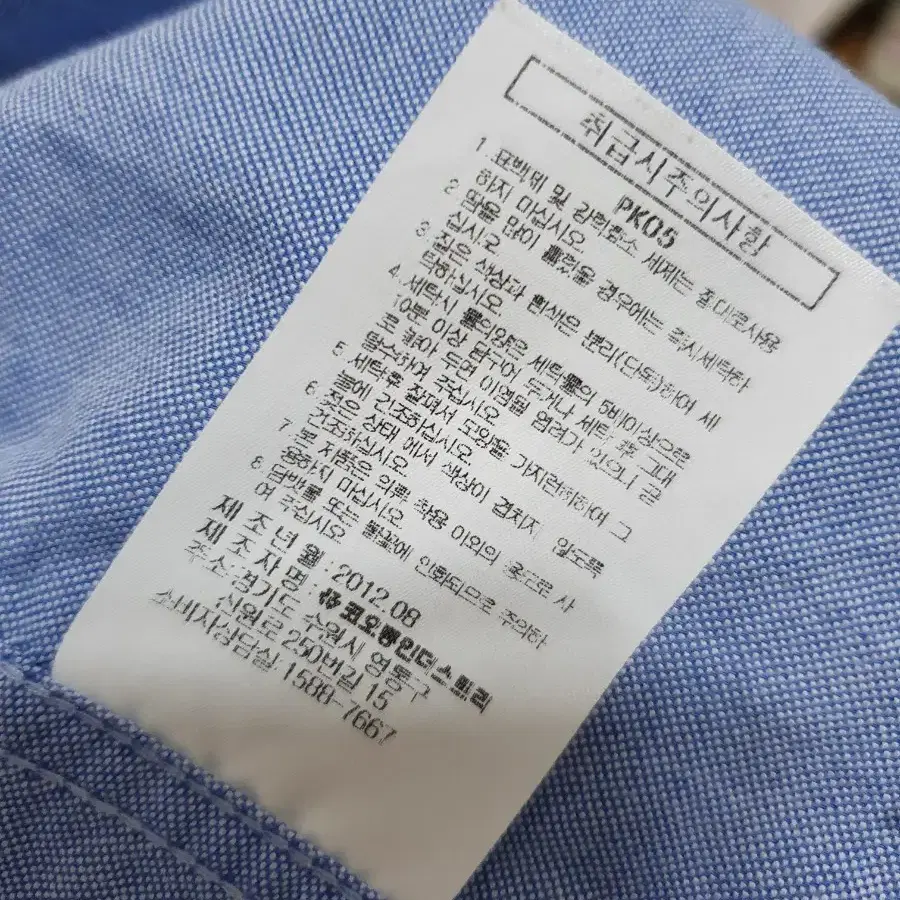 취급시주의사항
PK05
1. 표백제 및 강력효소 세제는 절대로사용
하지 마십시오
2. 땀을 많이 흘렸을 경우에는 즉시세탁하
십시오
3. 짙은 색상과 흰색은 분리(단독)하여 세
탁하십시오
4. 세탁시 물의양은 세탁물의 5배이상으로
10분 이상 담구어 두거나 세탁 후 그대
로 놓아 두면 이염될 염려가 있으니 곧
탈수하여 주십시오
5. 세탁후 잘펴서 모양을 가지런히하여 그
늘에 건조하십시오.
6. 젖은 상태 에서 색상이 겹치지 않도록
건조하십시오.
7. 본 제품은 의류 착용 이외의 용도로 사
용하지 마십시오.
8. 담뱃불 또는 불꽃에 인화되므로 주의하
여 주십시오
제 조 년 월 : 2012.08
제 조 자 명 : 코오롱인더스트리
주소:경기도 수원시 영통구
신원로 250번길 15
소비자상담실:1588-7667